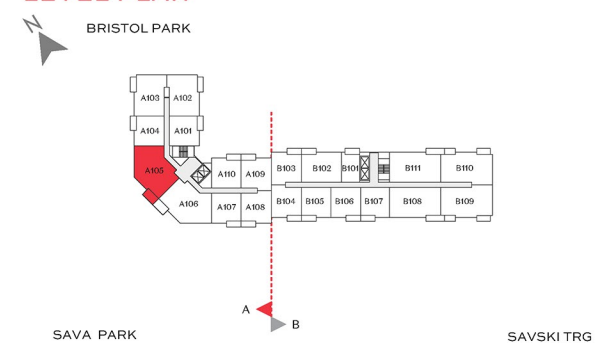 N
BRISTOL PARK
A103 A102
A104 A101
A105 A110 A109 B103 B102 B101 B111 B110
A106 A107 A108 B104 B105 B106 B107 B108 B109
A
B
SAVA PARK
SAVSKI TRG